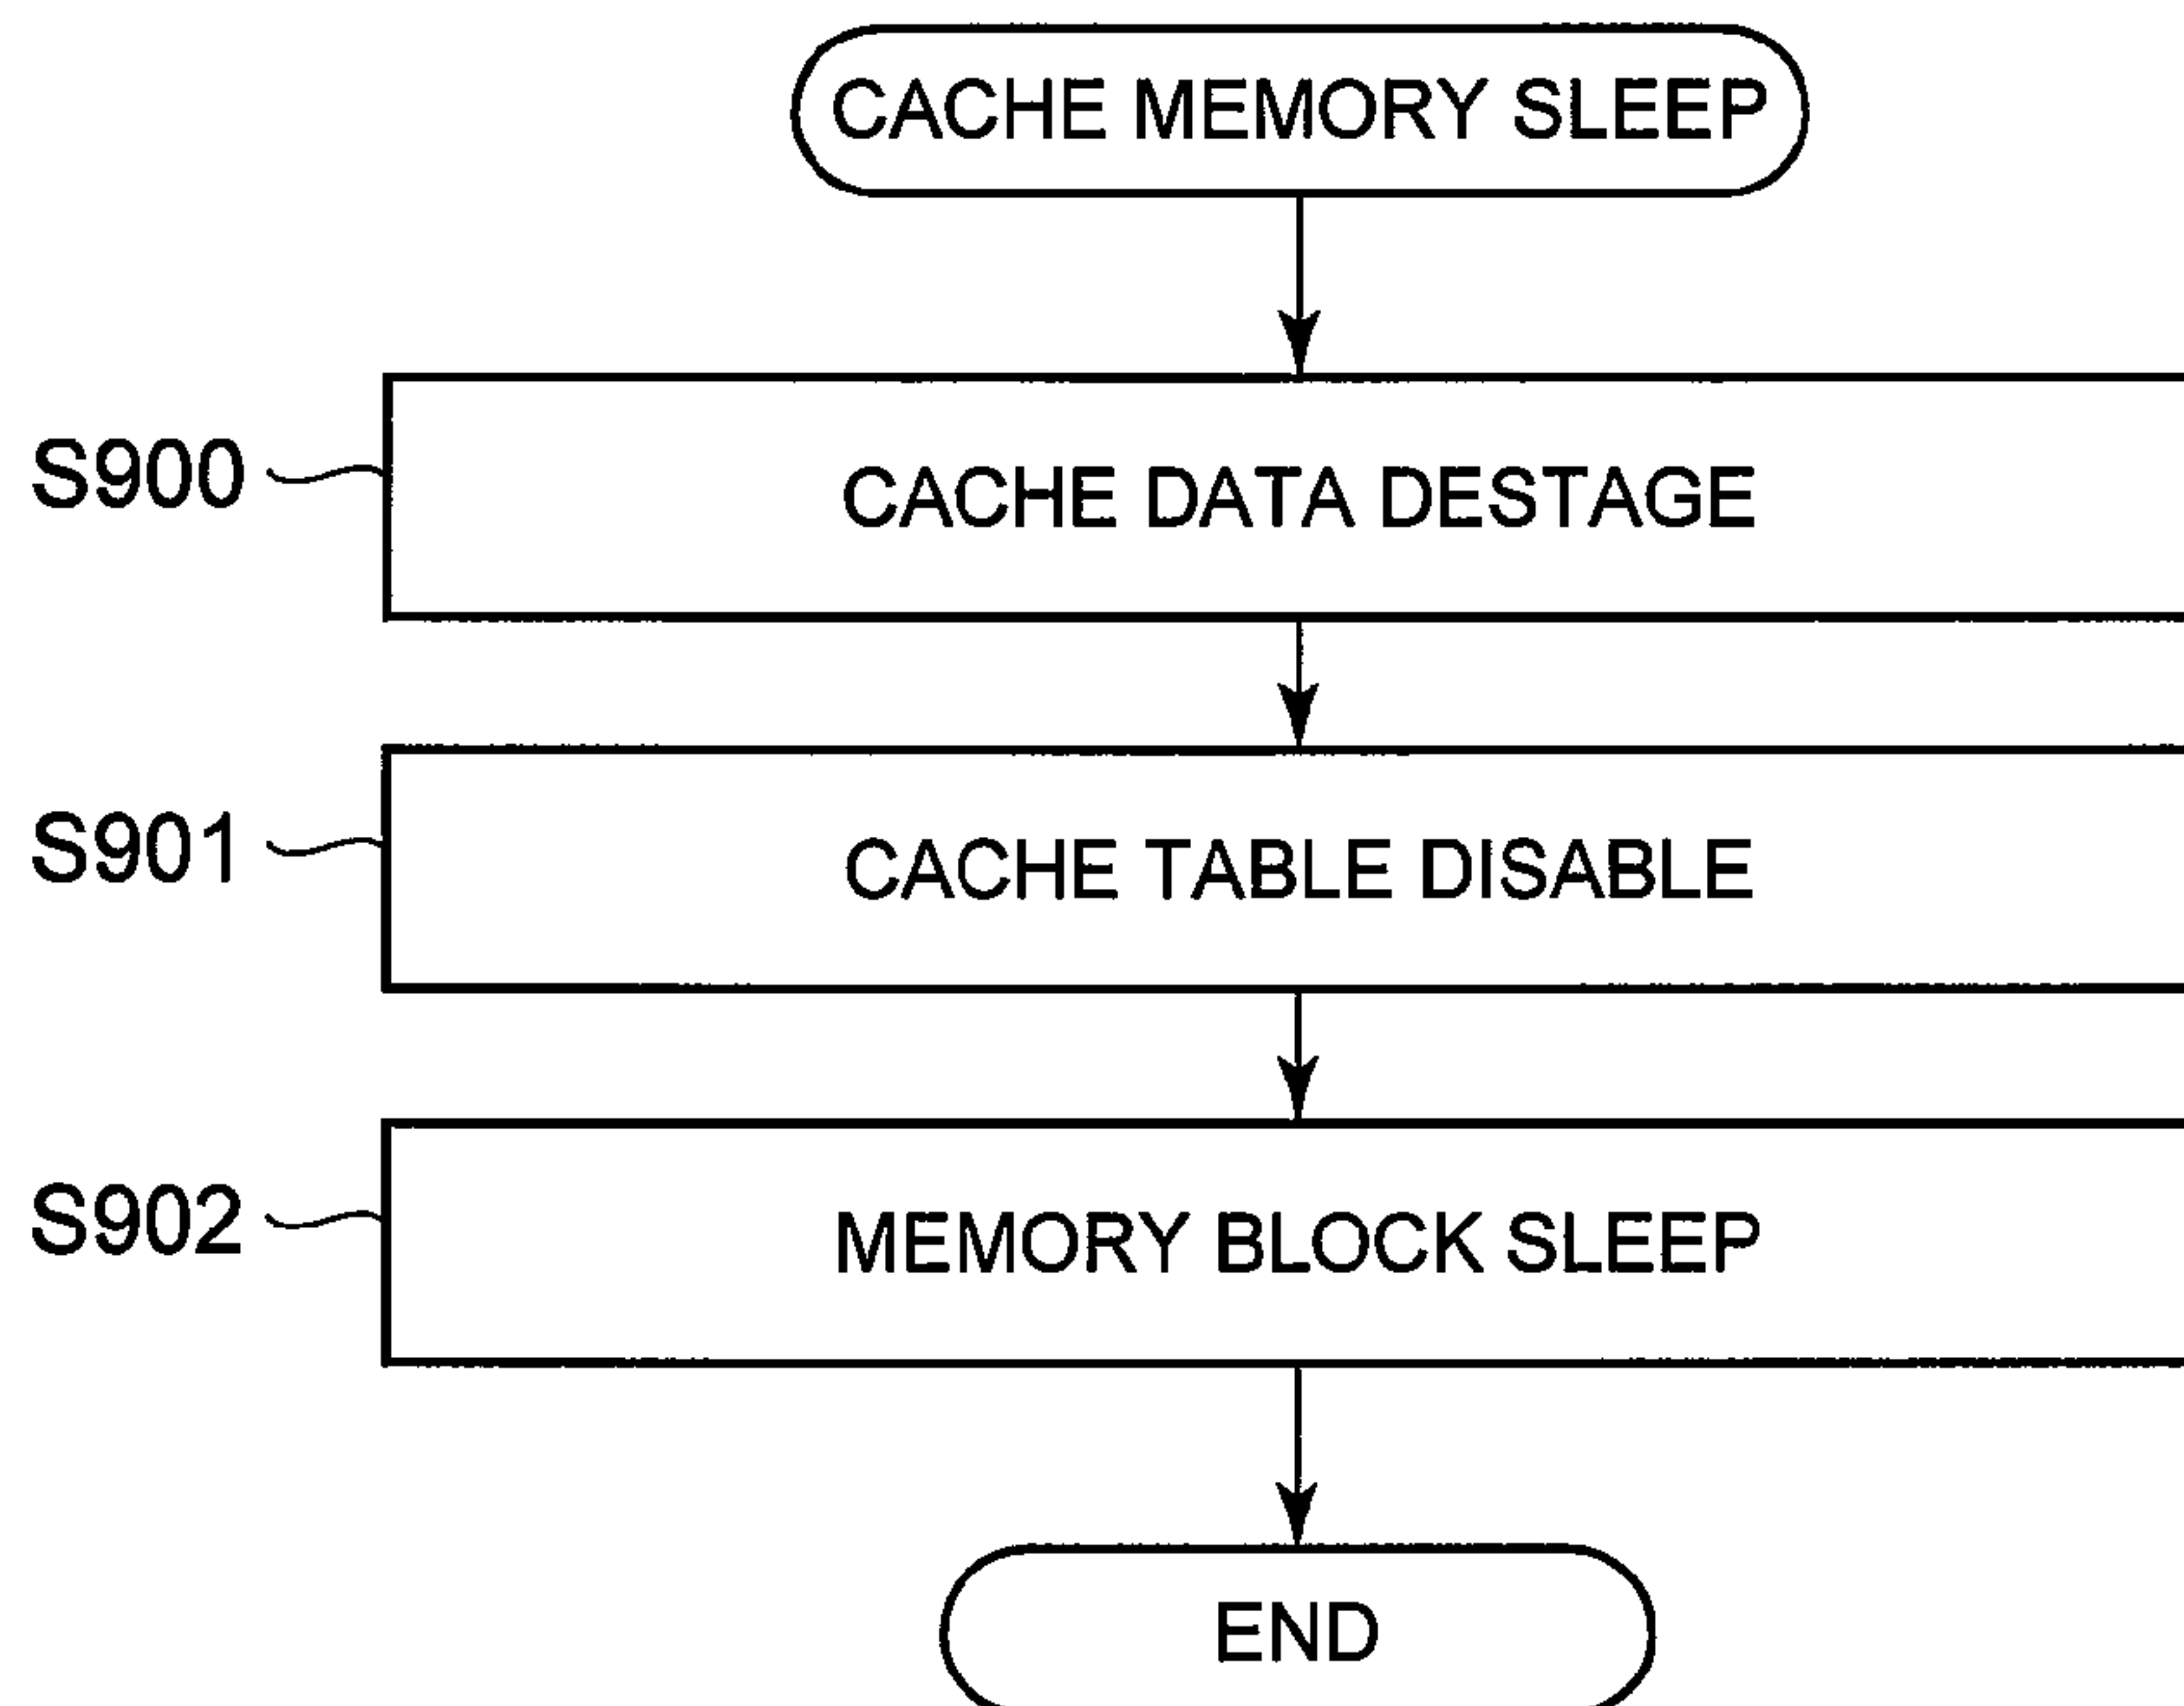 CACHE MEMORY SLEEP
S900
CACHE DATA DESTAGE
S901
CACHE TABLE DISABLE
S902
MEMORY BLOCK SLEEP
END